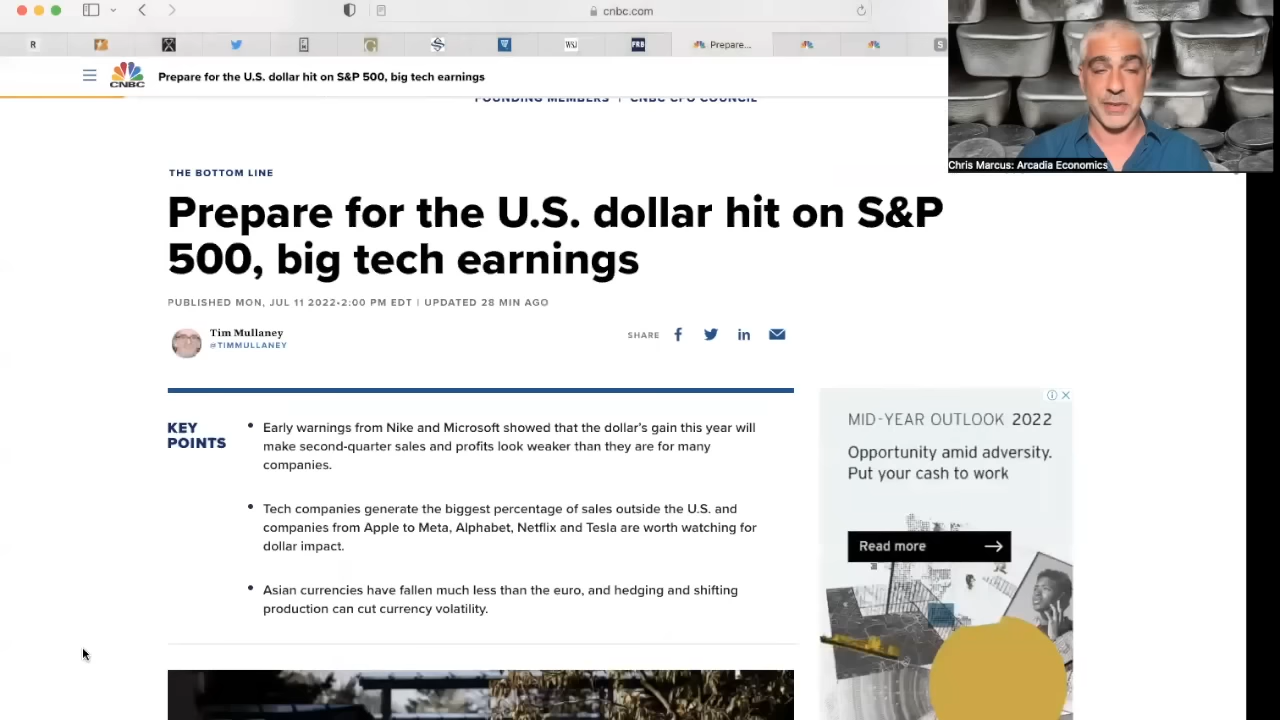 cnbc.com
R
WSJ
FRB
Prepare...
S
CNBC
Prepare for the U.S. dollar hit on S&P 500, big tech earnings
FOUNDING MEMBERS | CNBC CFO COUNCIL
Chris Marcus: Arcadia Economics
THE BOTTOM LINE
Prepare for the U.S. dollar hit on S&P
500, big tech earnings
PUBLISHED MON, JUL 11 2022•2:00 PM EDT | UPDATED 28 MIN AGO
Tim Mullaney
@TIMMULLANEY
SHARE
KEY
POINTS
• Early warnings from Nike and Microsoft showed that the dollar's gain this year will
make second-quarter sales and profits look weaker than they are for many
companies.
• Tech companies generate the biggest percentage of sales outside the U.S. and
companies from Apple to Meta, Alphabet, Netflix and Tesla are worth watching for
dollar impact.
• Asian currencies have fallen much less than the euro, and hedging and shifting
production can cut currency volatility.
MID-YEAR OUTLOOK 2022
Opportunity amid adversity.
Put your cash to work
Read more